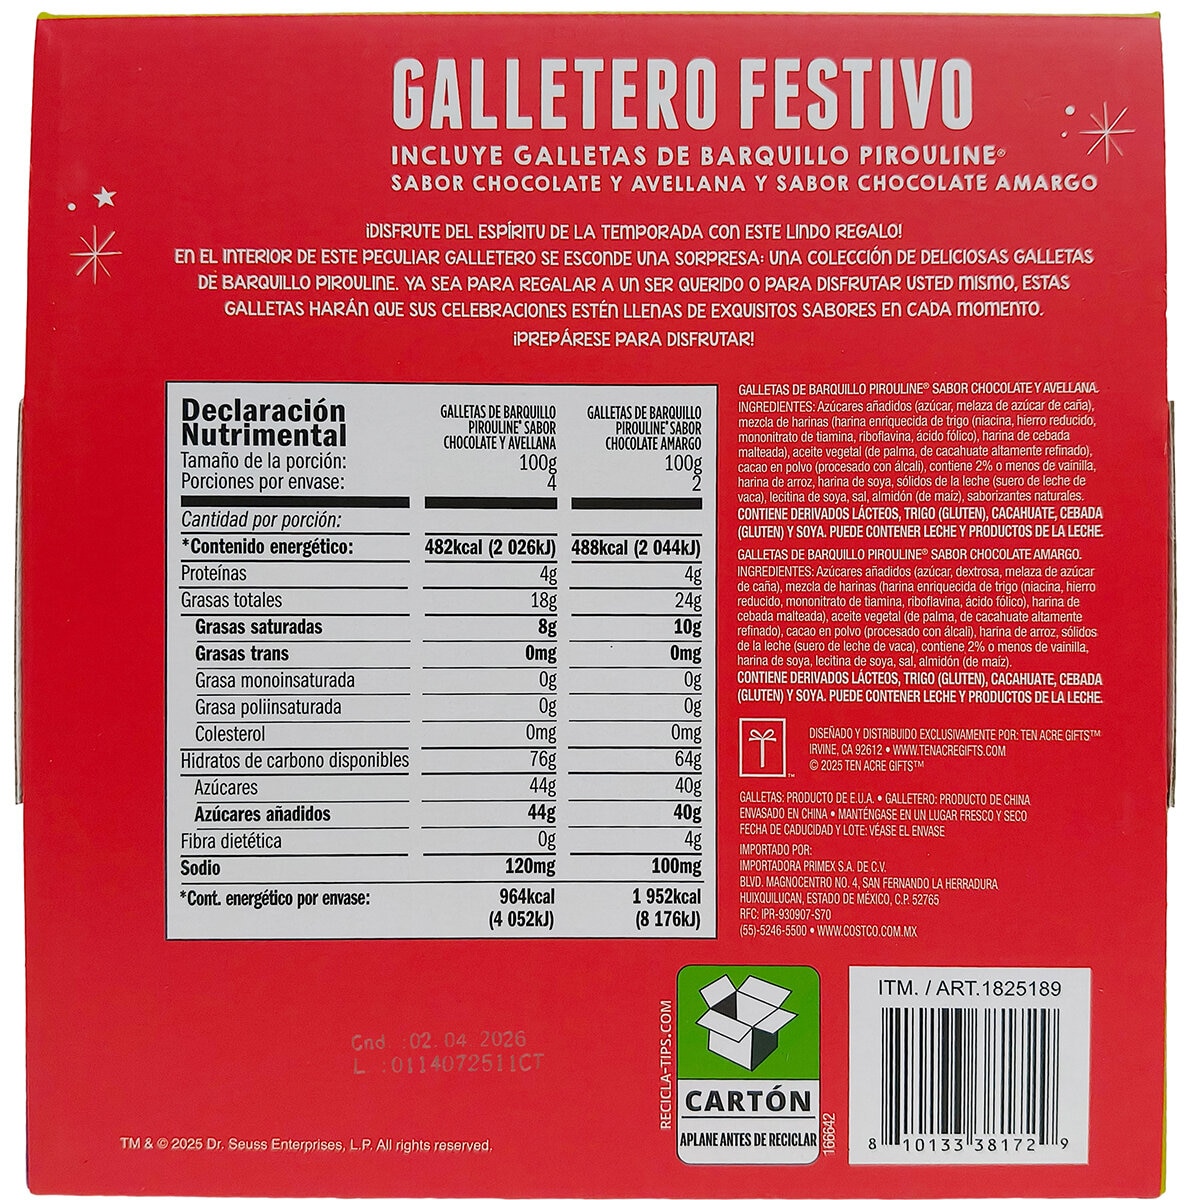 GALLETERO FESTIVO
INCLUYE GALLETAS DE BARQUILLO PIROULINE®
SABOR CHOCOLATE Y AVELLANA Y SABOR CHOCOLATE AMARGO
¡DISFRUTE DEL ESPÍRITU DE LA TEMPORADA CON ESTE LINDO REGALO!
EN EL INTERIOR DE ESTE PECULIAR GALLETERO SE ESCONDE UNA SORPRESA: UNA COLECCIÓN DE DELICIOSAS GALLETAS
DE BARQUILLO PIROULINE. YA SEA PARA REGALAR A UN SER QUERIDO O PARA DISFRUTAR USTED MISMO, ESTAS
GALLETAS HARÁN QUE SUS CELEBRACIONES ESTÉN LLENAS DE EXQUISITOS SABORES EN CADA MOMENTO.
¡PREPÁRESE PARA DISFRUTAR!
Declaración
Nutrimental
GALLETAS DE BARQUILLO
PIROULINE® SABOR
CHOCOLATE Y AVELLANA
GALLETAS DE BARQUILLO
PIROULINE® SABOR
CHOCOLATE AMARGO
Tamaño de la porción: 100g 100g
Porciones por envase: 4 2
Cantidad por porción:
*Contenido energético: 482kcal (2 026kJ) 488kcal (2 044kJ)
Proteínas 4g 4g
Grasas totales 18g 24g
Grasas saturadas 8g 10g
Grasas trans 0mg 0mg
Grasa monoinsaturada 0g 0g
Grasa poliinsaturada 0g 0g
Colesterol 0mg 0mg
Hidratos de carbono disponibles 76g 64g
Azúcares 44g 40g
Azúcares añadidos 44g 40g
Fibra dietética 0g 4g
Sodio 120mg 100mg
*Cont. energético por envase: 964kcal 1 952kcal
(4 052kJ) (8 176kJ)
GALLETAS DE BARQUILLO PIROULINE® SABOR CHOCOLATE Y AVELLANA.
INGREDIENTES: Azúcares añadidos (azúcar, melaza de azúcar de caña),
mezcla de harinas (harina enriquecida de trigo (niacina, hierro reducido,
mononitrato de tiamina, riboflavina, ácido fólico), harina de cebada
malteada), aceite vegetal (de palma, de cacahuate altamente refinado),
cacao en polvo (procesado con álcali), contiene 2% o menos de vainilla,
harina de arroz, harina de soya, sólidos de la leche (suero de leche de
vaca), lecitina de soya, sal, almidón (de maíz), saborizantes naturales.
CONTIENE DERIVADOS LÁCTEOS, TRIGO (GLUTEN), CACAHUATE, CEBADA
(GLUTEN) Y SOYA. PUEDE CONTENER LECHE Y PRODUCTOS DE LA LECHE.
GALLETAS DE BARQUILLO PIROULINE® SABOR CHOCOLATE AMARGO.
INGREDIENTES: Azúcares añadidos (azúcar, dextrosa, melaza de azúcar
de caña), mezcla de harinas (harina enriquecida de trigo (niacina, hierro
reducido, mononitrato de tiamina, riboflavina, ácido fólico), harina de
cebada malteada), aceite vegetal (de palma, de cacahuate altamente
refinado), cacao en polvo (procesado con álcali), harina de arroz, sólidos
de la leche (suero de leche de vaca), contiene 2% o menos de vainilla,
harina de soya, lecitina de soya, sal, almidón (de maíz).
CONTIENE DERIVADOS LÁCTEOS, TRIGO (GLUTEN), CACAHUATE, CEBADA
(GLUTEN) Y SOYA. PUEDE CONTENER LECHE Y PRODUCTOS DE LA LECHE.
DISEÑADO Y DISTRIBUIDO EXCLUSIVAMENTE POR: TEN ACRE GIFTS™
IRVINE, CA 92612 • WWW.TENACREGIFTS.COM
© 2025 TEN ACRE GIFTS™
™
GALLETAS: PRODUCTO DE E.U.A. • GALLETERO: PRODUCTO DE CHINA
ENVASADO EN CHINA • MANTÉNGASE EN UN LUGAR FRESCO Y SECO
FECHA DE CADUCIDAD Y LOTE: VÉASE EL ENVASE
IMPORTADO POR:
IMPORTADORA PRIMEX S.A. DE C.V.
BLVD. MAGNOCENTRO NO. 4, SAN FERNANDO LA HERRADURA
HUIXQUILUCAN, ESTADO DE MÉXICO, C.P. 52765
RFC: IPR-930907-S70
(55)-5246-5500 • WWW.COSTCO.COM.MX
Cnd :02.04 2026
L :0114072511CT
TM & © 2025 Dr. Seuss Enterprises, L.P. All rights reserved.
RECICLA-TIPS.COM
CARTÓN
APLANE ANTES DE RECICLAR
166642
ITM. / ART.1825189
8 10133 38172 9